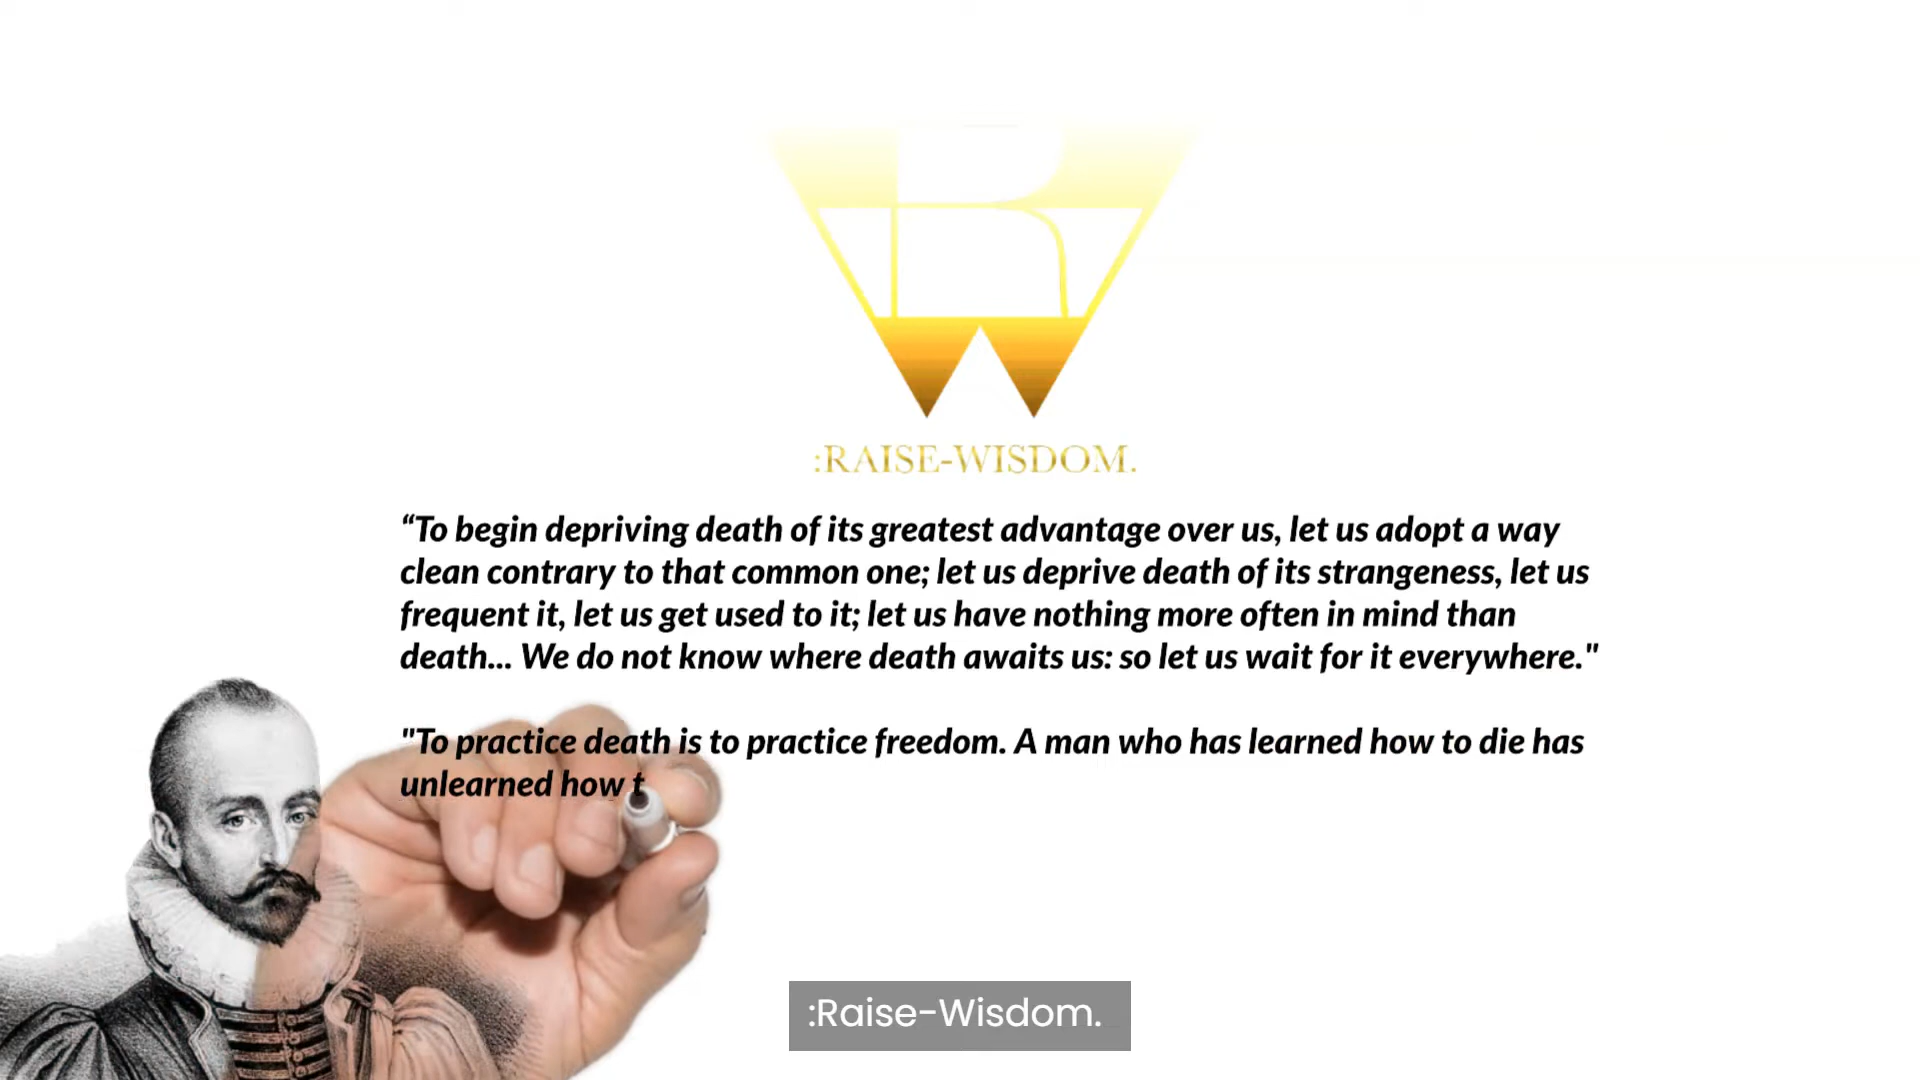 :RAISE-WISDOM.
“To begin depriving death of its greatest advantage over us, let us adopt a way
clean contrary to that common one; let us deprive death of its strangeness, let us
frequent it, let us get used to it; let us have nothing more often in mind than
death... We do not know where death awaits us: so let us wait for it everywhere."
"To practice death is to practice freedom. A man who has learned how to die has
unlearned how t
:Raise-Wisdom.